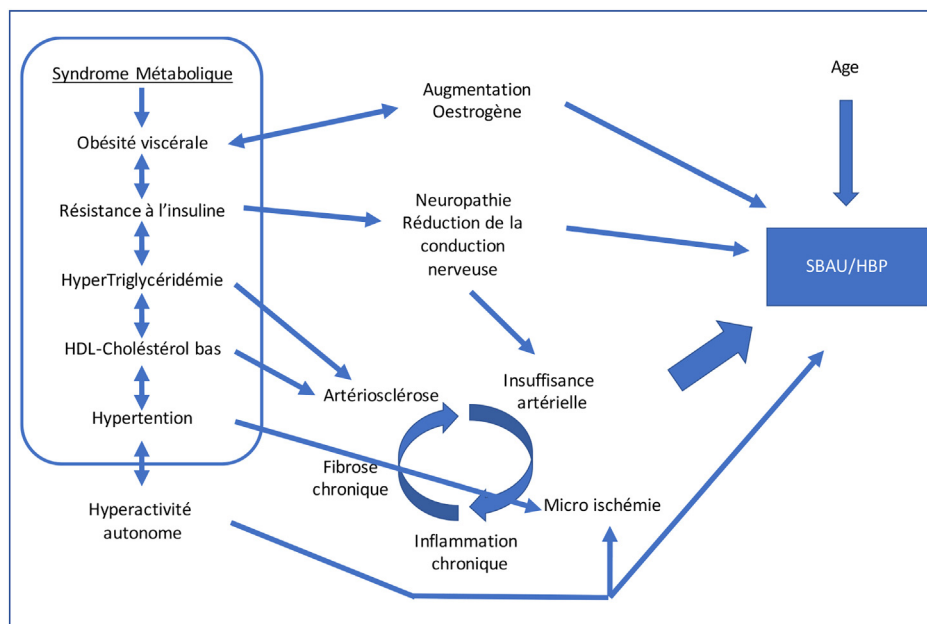 Syndrome Métabolique
Obésité viscérale
Résistance à l'insuline
HyperTriglycéridémie
HDL-Choléstérol bas
Hypertention
Hyperactivité
autonome
Augmentation
Oestrogène
Neuropathie
Réduction de la
conduction
nerveuse
Artériosclérose
Insuffisance
artérielle
Fibrose
chronique
Micro ischémie
Inflammation
chronique
Age
SBAU/HBP